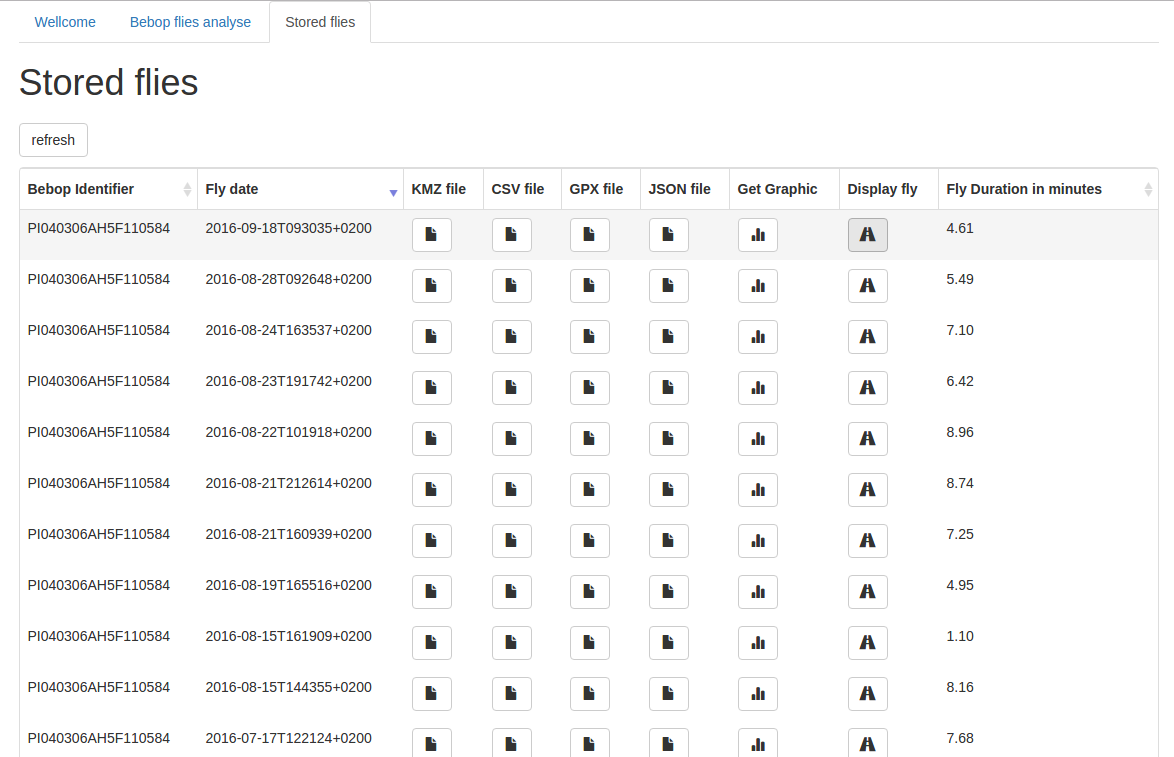 Wellcome Bebop flies analyse Stored flies
Stored flies
refresh
Bebop Identifier Fly date KMZ file CSV file GPX file JSON file Get Graphic Display fly Fly Duration in minutes
PI040306AH5F110584 2016-09-18T093035+0200 4.61
PI040306AH5F110584 2016-08-28T092648+0200 5.49
PI040306AH5F110584 2016-08-24T163537+0200 7.10
PI040306AH5F110584 2016-08-23T191742+0200 6.42
PI040306AH5F110584 2016-08-22T101918+0200 8.96
PI040306AH5F110584 2016-08-21T212614+0200 8.74
PI040306AH5F110584 2016-08-21T160939+0200 7.25
PI040306AH5F110584 2016-08-19T165516+0200 4.95
PI040306AH5F110584 2016-08-15T161909+0200 1.10
PI040306AH5F110584 2016-08-15T144355+0200 8.16
PI040306AH5F110584 2016-07-17T122124+0200 7.68